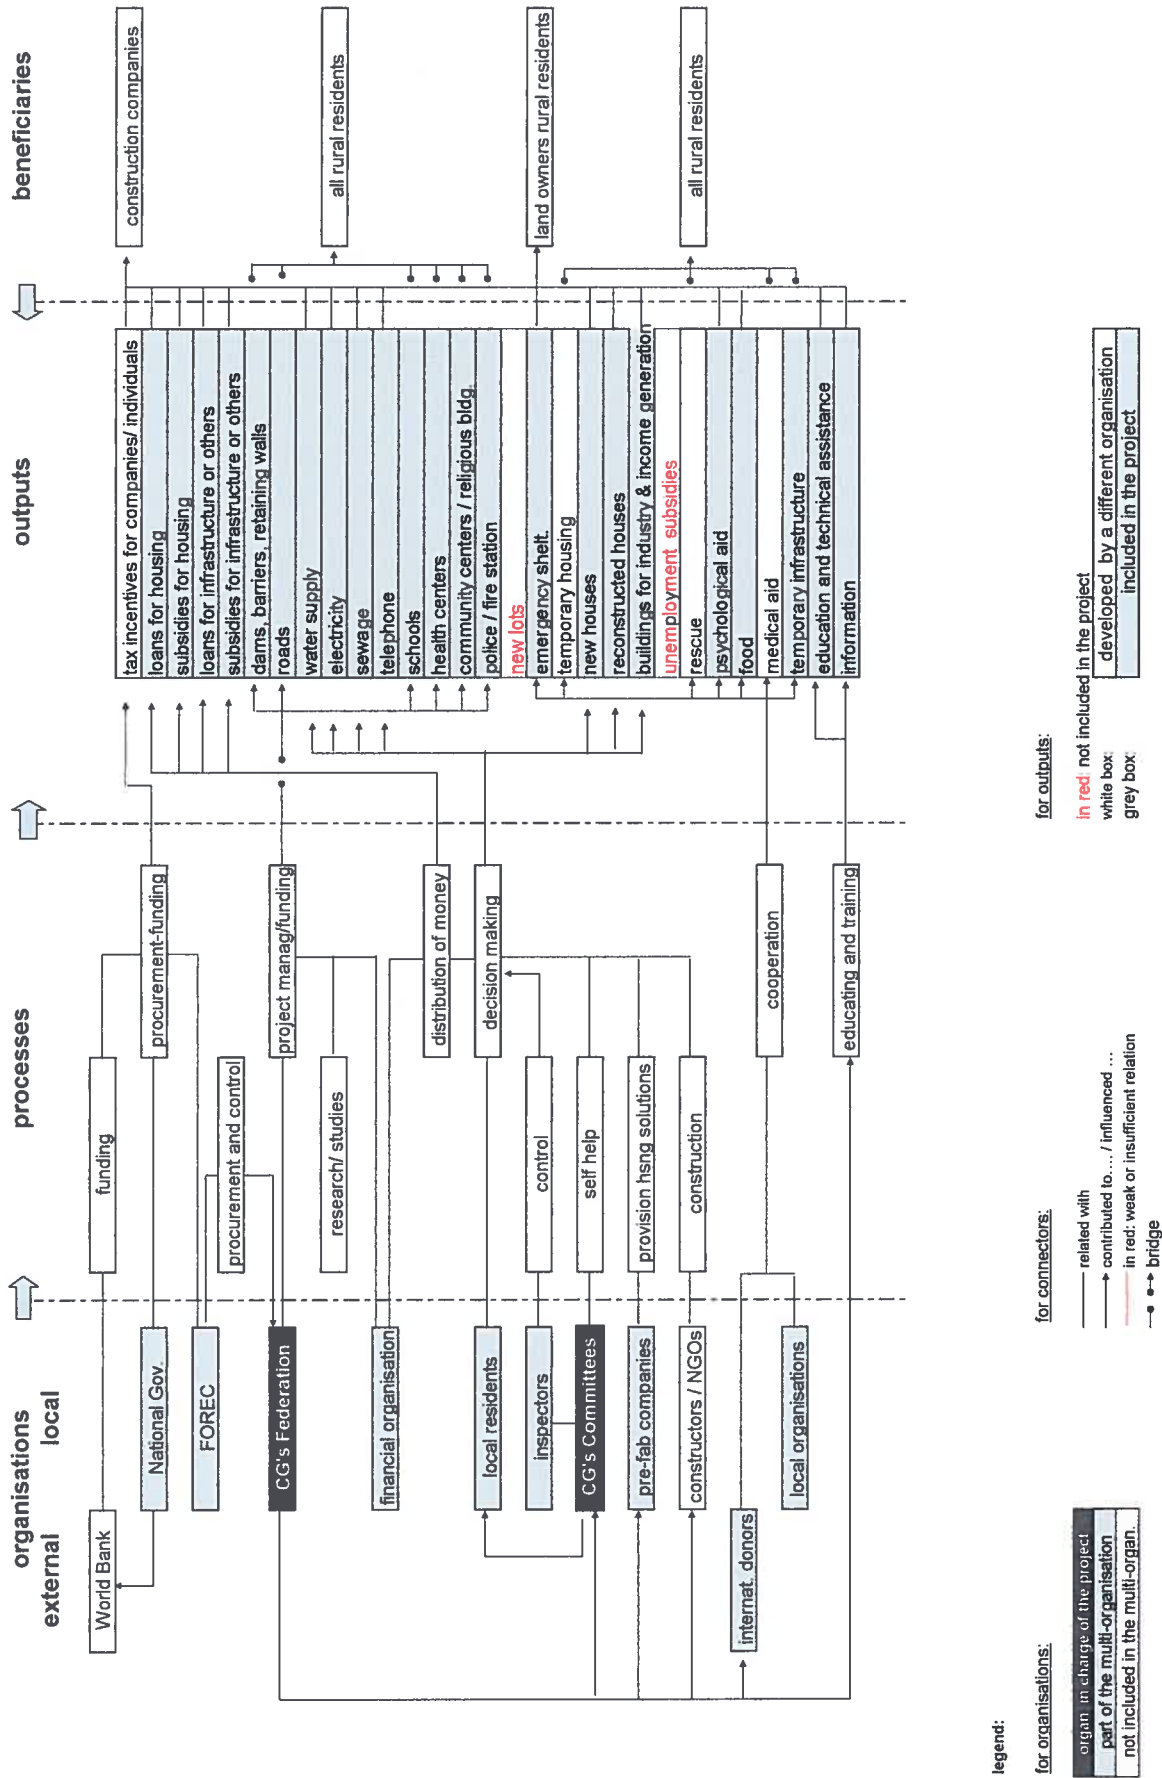 organisations
external
local
processes
outputs
beneficiaries
World Bank
National Gov.
FOREC
CG's Federation
financial organisation
local residents
inspectors
CG's Committees
pre-fab companies
constructors / NGOs
internat. donors
local organisations
funding
procurement-funding
procurement and control
project manag/funding
research/ studies
distribution of money
decision making
control
self help
provision hsng solutions
construction
cooperation
educating and training
tax incentives for companies/ individuals
loans for housing
subsidies for housing
loans for infrastructure or others
subsidies for infrastructure or others
dams, barriers, retaining walls
roads
water supply
electricity
sewage
telephone
schools
health centers
community centers / religious bldg.
police / fire station
new lots
emergency shelt.
temporary housing
new houses
reconstructed houses
buildings for industry & income generation
unemployment subsidies
rescue
psychological aid
food
medical aid
temporary infrastructure
education and technical assistance
information
construction companies
all rural residents
land owners rural residents
all rural residents
legend:
for organisations:
organ. in charge of the project
part of the multi-organisation
not included in the multi-organ.
for connectors:
related with
contributed to.... / influenced ...
in red: weak or insufficient relation
bridge
for outputs:
in red: not included in the project
white box: developed by a different organisation
grey box: included in the project